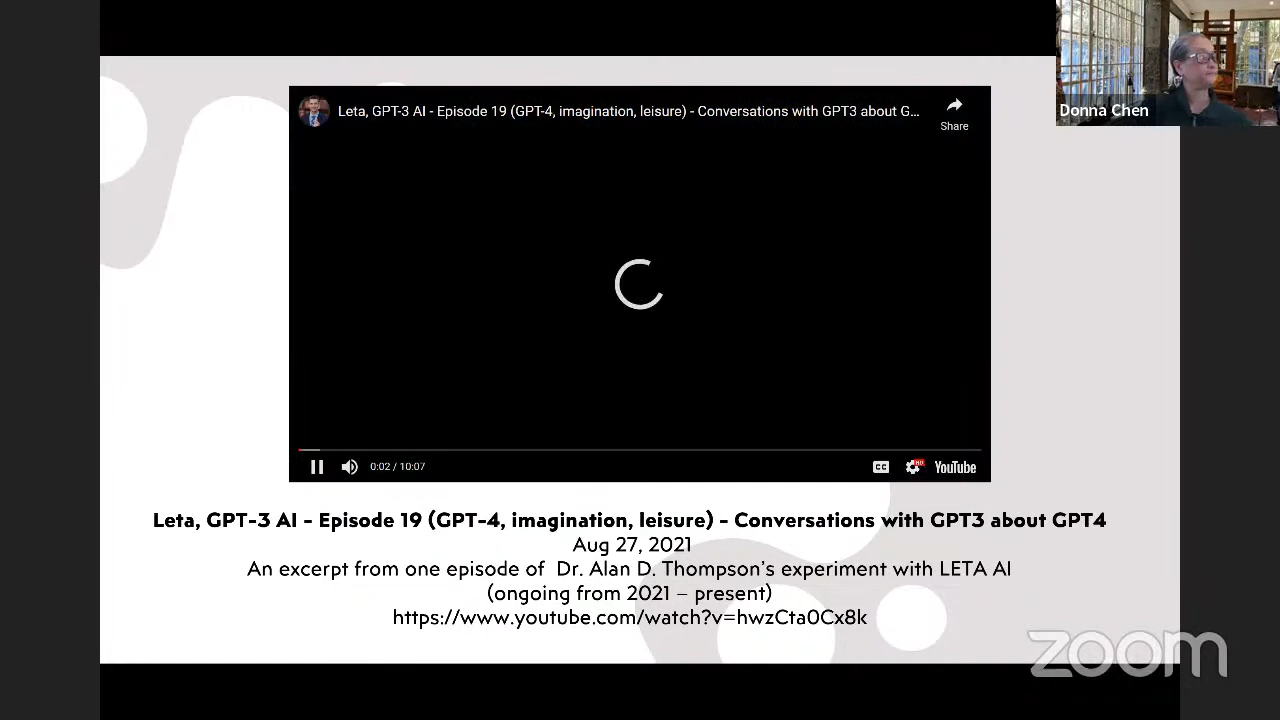 Leta, GPT-3 AI - Episode 19 (GPT-4, imagination, leisure) - Conversations with GPT3 about G...
Share
Donna Chen
0:02 / 10:07
CC
HD
YouTube
Leta, GPT-3 AI - Episode 19 (GPT-4, imagination, leisure) - Conversations with GPT3 about GPT4
Aug 27, 2021
An excerpt from one episode of  Dr. Alan D. Thompson’s experiment with LETA AI
(ongoing from 2021 – present)
https://www.youtube.com/watch?v=hwzCta0Cx8k
zoom